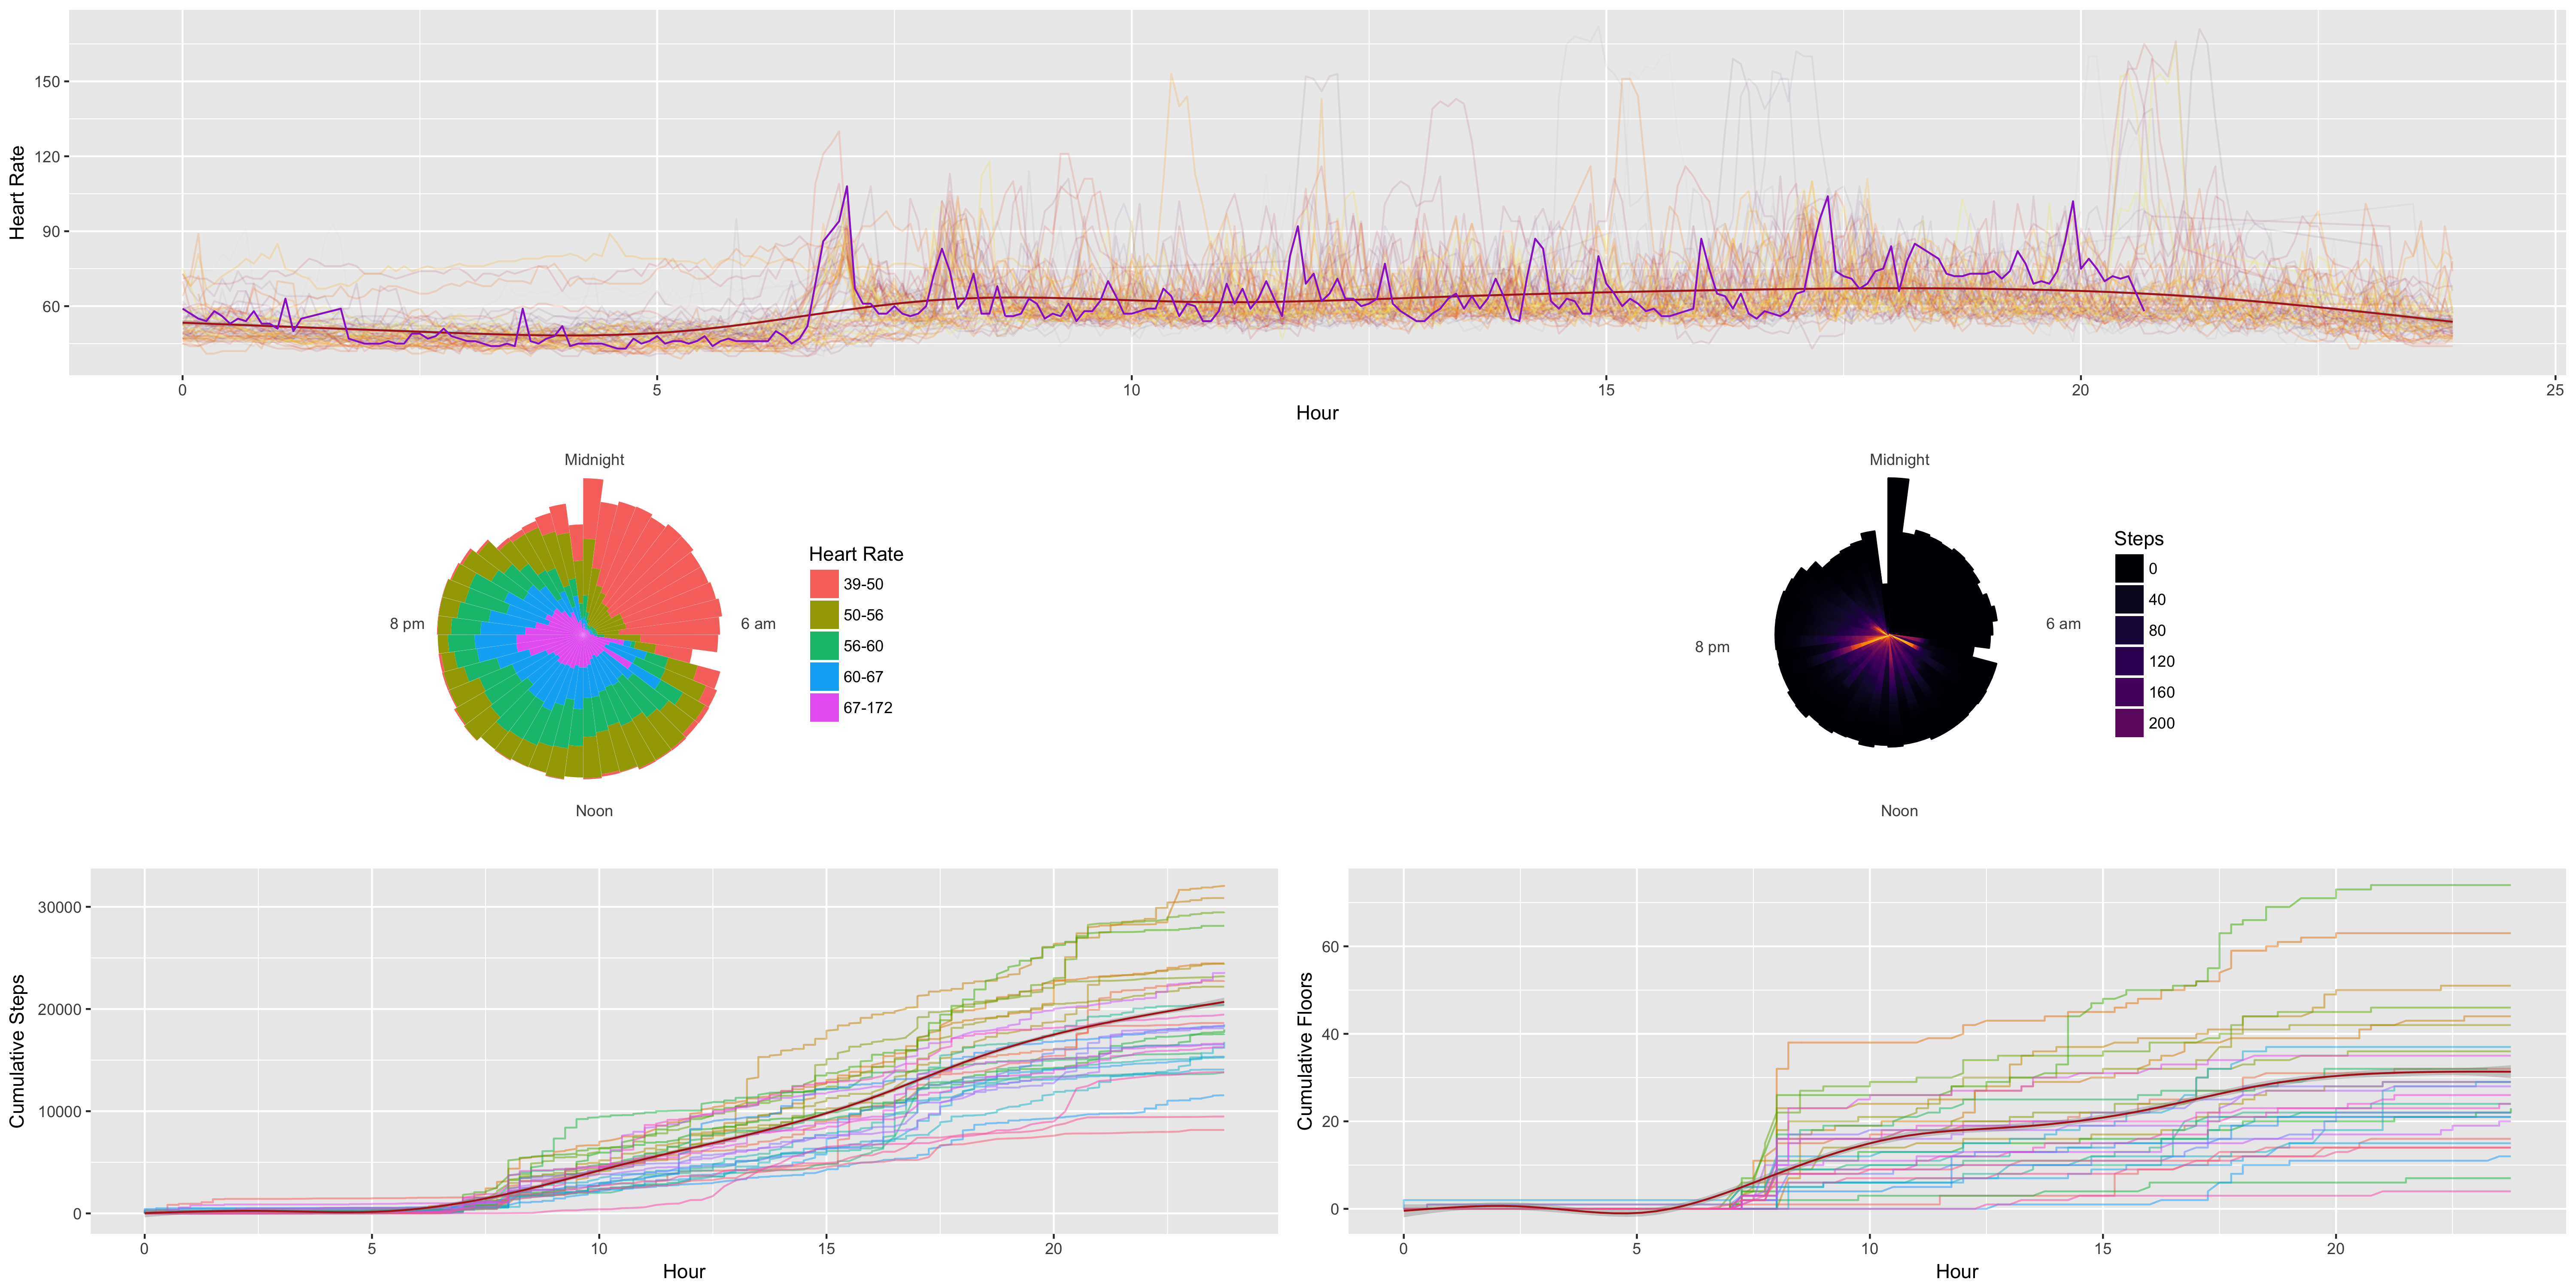 Heart Rate
150
120
90
60
0 5 10 15 20 25
Hour
Midnight
8 pm
6 am
Noon
Heart Rate
39-50
50-56
56-60
60-67
67-172
Midnight
8 pm
6 am
Noon
Steps
0
40
80
120
160
200
Cumulative Steps
30000
20000
10000
0
0 5 10 15 20
Hour
Cumulative Floors
60
40
20
0
0 5 10 15 20
Hour